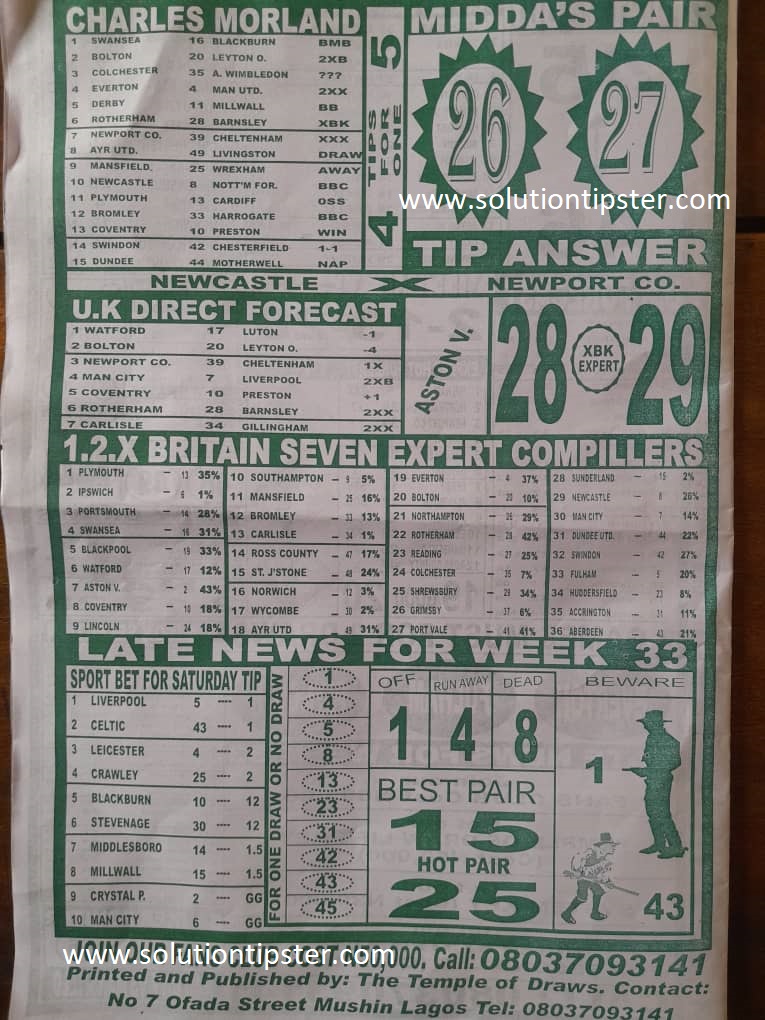 CHARLES MORLAND
1 SWANSEA 16 BLACKBURN BMB
2 BOLTON 20 LEYTON O. 2XB
3 COLCHESTER 35 A. WIMBLEDON ???
4 EVERTON 4 MAN UTD. 2XX
5 DERBY 11 MILLWALL BB
6 ROTHERHAM 28 BARNSLEY XBK
7 NEWPORT CO. 39 CHELTENHAM XXX
8 AYR UTD. 49 LIVINGSTON DRAW
9 MANSFIELD. 25 WREXHAM AWAY
10 NEWCASTLE 8 NOTT'M FOR. BBC
11 PLYMOUTH 13 CARDIFF OSS
12 BROMLEY 33 HARROGATE BBC
13 COVENTRY 10 PRESTON WIN
14 SWINDON 42 CHESTERFIELD 1-1
15 DUNDEE 44 MOTHERWELL NAP
4 TIPS FOR ONE 5
MIDDA'S PAIR
26 27
www.solutiontipster.com
TIP ANSWER
NEWCASTLE X NEWPORT CO.
U.K DIRECT FORECAST
1 WATFORD 17 LUTON -1
2 BOLTON 20 LEYTON O. -4
3 NEWPORT CO. 39 CHELTENHAM 1X
4 MAN CITY 7 LIVERPOOL 2XB
5 COVENTRY 10 PRESTON +1
6 ROTHERHAM 28 BARNSLEY 2XX
7 CARLISLE 34 GILLINGHAM 2XX
ASTON V.
28 XBK EXPERT 29
1.2.X BRITAIN SEVEN EXPERT COMPILLERS
1 PLYMOUTH – 13 35%
2 IPSWICH – 6 1%
3 PORTSMOUTH – 14 28%
4 SWANSEA – 16 31%
5 BLACKPOOL – 19 33%
6 WATFORD – 17 12%
7 ASTON V. – 2 43%
8 COVENTRY – 10 18%
9 LINCOLN – 24 18%
10 SOUTHAMPTON – 9 5%
11 MANSFIELD – 25 16%
12 BROMLEY – 33 13%
13 CARLISLE – 34 1%
14 ROSS COUNTY – 47 17%
15 ST. J'STONE – 48 24%
16 NORWICH – 12 3%
17 WYCOMBE – 30 2%
18 AYR UTD – 49 31%
19 EVERTON – 4 37%
20 BOLTON – 20 10%
21 NORTHAMPTON – 26 29%
22 ROTHERHAM – 28 42%
23 READING – 27 25%
24 COLCHESTER – 35 7%
25 SHREWSBURY – 29 34%
26 GRIMSBY – 37 6%
27 PORT VALE – 41 41%
28 SUNDERLAND – 15 2%
29 NEWCASTLE – 8 26%
30 MAN CITY – 7 14%
31 DUNDEE UTD. – 44 22%
32 SWINDON – 42 27%
33 FULHAM – 5 20%
34 HUDDERSFIELD – 23 8%
35 ACCRINGTON – 31 11%
36 ABERDEEN – 43 21%
LATE NEWS FOR WEEK 33
SPORT BET FOR SATURDAY TIP
1 LIVERPOOL 5 ---- 1
2 CELTIC 43 ---- 1
3 LEICESTER 4 ---- 2
4 CRAWLEY 25 ---- 2
5 BLACKBURN 10 ---- 12
6 STEVENAGE 30 ---- 12
7 MIDDLESBORO 14 ---- 1.5
8 MILLWALL 15 ---- 1.5
9 CRYSTAL P. 2 ---- GG
10 MAN CITY 6 ---- GG
FOR ONE DRAW OR NO DRAW
1
4
5
8
13
23
31
42
43
45
OFF RUN AWAY DEAD
1 4 8
BEST PAIR
15
HOT PAIR
25
BEWARE
1
43
www.solutiontipster.com
JOIN OUR 000. Call: 08037093141
Printed and Published by: The Temple of Draws. Contact:
No 7 Ofada Street Mushin Lagos Tel: 08037093141